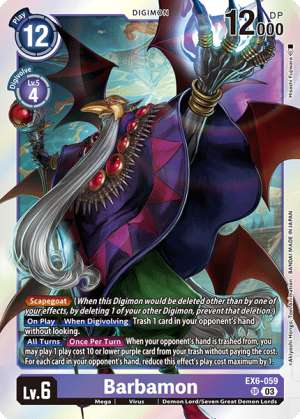 Play
12
DIGIMON
12000
DP
Digivolve
Lv.5
4
Scapegoat (When this Digimon would be deleted other than by one of
your effects, by deleting 1 of your other Digimon, prevent that deletion.)
On Play When Digivolving Trash 1 card in your opponent's hand
without looking.
All Turns Once Per Turn When your opponent's hand is trashed from, you
may play 1 play cost 10 or lower purple card from your trash without paying the cost.
For each card in your opponent's hand, reduce this effect's play cost maximum by 1.
Lv.6
Barbamon
EX6-059
SR 03
Mega Virus Demon Lord/Seven Great Demon Lords